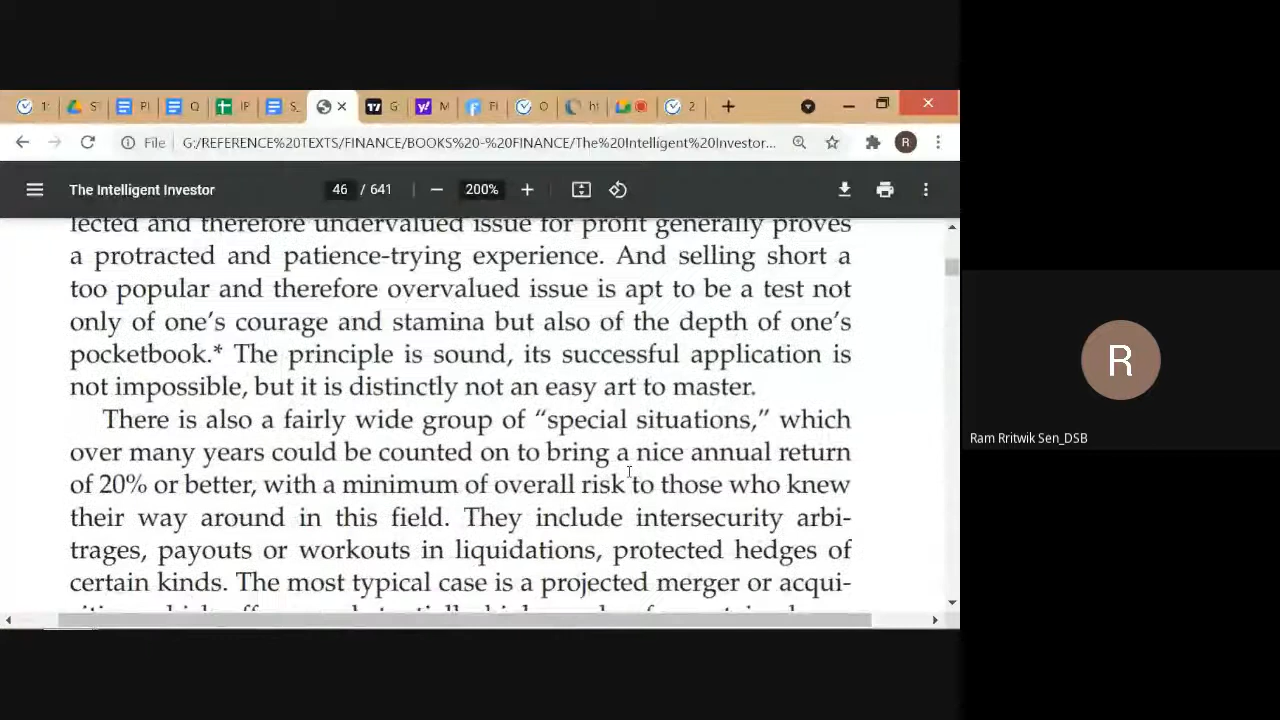 1
S
PI
Q
IP
S_
G
M
FI
O
ht
2
File
G:/REFERENCE%20TEXTS/FINANCE/BOOKS%20-%20FINANCE/The%20Intelligent%20Investor...
R
The Intelligent Investor
46 / 641
200%
lected and therefore undervalued issue for profit generally proves
a protracted and patience-trying experience. And selling short a
too popular and therefore overvalued issue is apt to be a test not
only of one's courage and stamina but also of the depth of one's
pocketbook.* The principle is sound, its successful application is
not impossible, but it is distinctly not an easy art to master.
There is also a fairly wide group of “special situations,” which
over many years could be counted on to bring a nice annual return
of 20% or better, with a minimum of overall risk to those who knew
their way around in this field. They include intersecurity arbi-
trages, payouts or workouts in liquidations, protected hedges of
certain kinds. The most typical case is a projected merger or acqui-
R
Ram Rritwik Sen_DSB